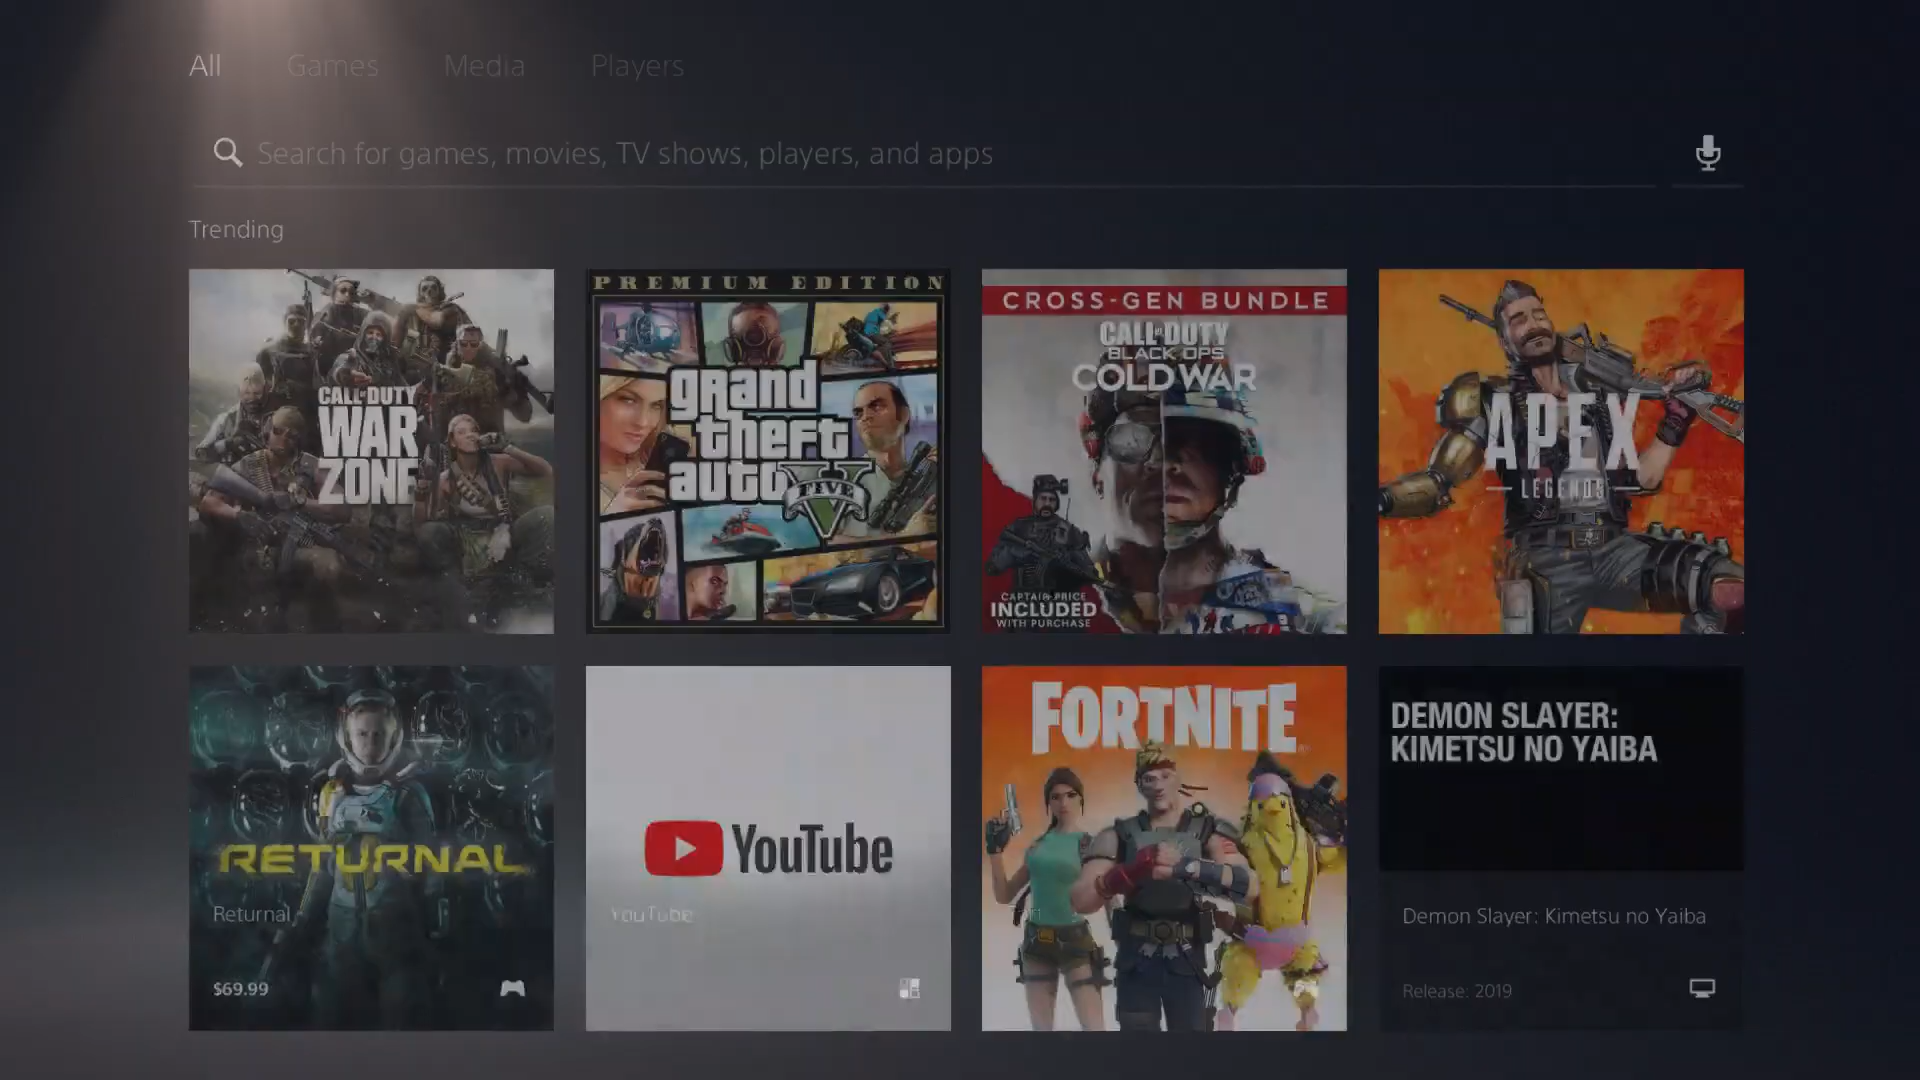 All Games Media Players
Search for games, movies, TV shows, players, and apps
Trending
CALL OF DUTY
WAR
ZONE
PREMIUM EDITION
grand
theft
auto
FIVE
V
CROSS-GEN BUNDLE
CALL OF DUTY
BLACK OPS
COLD WAR
CAPTAIN PRICE
INCLUDED
WITH PURCHASE
APEX
LEGENDS
RETURNAL
Returnal
$69.99
YouTube
YouTube
FORTNITE
DEMON SLAYER:
KIMETSU NO YAIBA
Demon Slayer: Kimetsu no Yaiba
Release: 2019